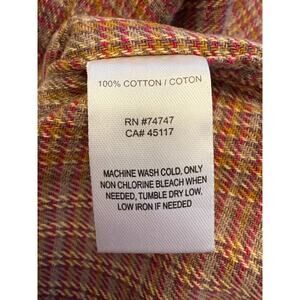 100% COTTON / COTON
RN #74747
CA# 45117
MACHINE WASH COLD, ONLY
NON CHLORINE BLEACH WHEN
NEEDED, TUMBLE DRY LOW.
LOW IRON IF NEEDED